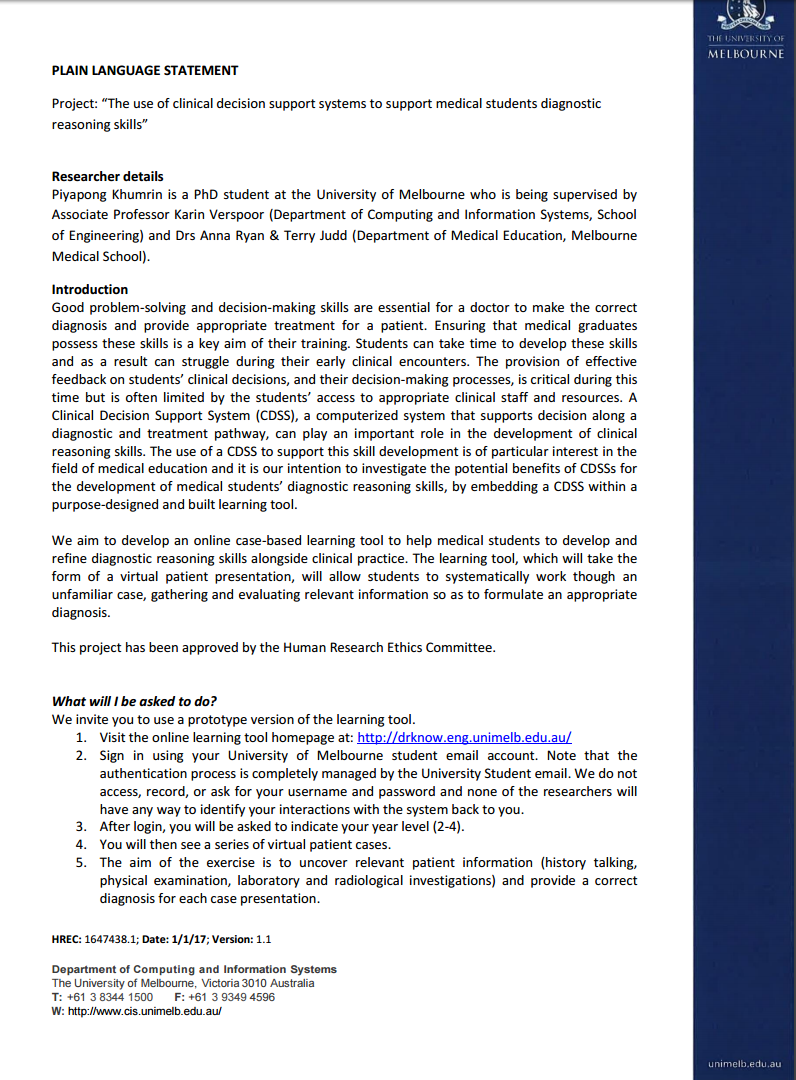 THE UNIVERSITY OF
MELBOURNE
PLAIN LANGUAGE STATEMENT
Project: “The use of clinical decision support systems to support medical students diagnostic
reasoning skills”
Researcher details
Piyapong Khumrin is a PhD student at the University of Melbourne who is being supervised by
Associate Professor Karin Verspoor (Department of Computing and Information Systems, School
of Engineering) and Drs Anna Ryan & Terry Judd (Department of Medical Education, Melbourne
Medical School).
Introduction
Good problem-solving and decision-making skills are essential for a doctor to make the correct
diagnosis and provide appropriate treatment for a patient. Ensuring that medical graduates
possess these skills is a key aim of their training. Students can take time to develop these skills
and as a result can struggle during their early clinical encounters. The provision of effective
feedback on students’ clinical decisions, and their decision-making processes, is critical during this
time but is often limited by the students’ access to appropriate clinical staff and resources. A
Clinical Decision Support System (CDSS), a computerized system that supports decision along a
diagnostic and treatment pathway, can play an important role in the development of clinical
reasoning skills. The use of a CDSS to support this skill development is of particular interest in the
field of medical education and it is our intention to investigate the potential benefits of CDSSs for
the development of medical students’ diagnostic reasoning skills, by embedding a CDSS within a
purpose-designed and built learning tool.
We aim to develop an online case-based learning tool to help medical students to develop and
refine diagnostic reasoning skills alongside clinical practice. The learning tool, which will take the
form of a virtual patient presentation, will allow students to systematically work though an
unfamiliar case, gathering and evaluating relevant information so as to formulate an appropriate
diagnosis.
This project has been approved by the Human Research Ethics Committee.
What will I be asked to do?
We invite you to use a prototype version of the learning tool.
1. Visit the online learning tool homepage at: http://drknow.eng.unimelb.edu.au/
2. Sign in using your University of Melbourne student email account. Note that the
authentication process is completely managed by the University Student email. We do not
access, record, or ask for your username and password and none of the researchers will
have any way to identify your interactions with the system back to you.
3. After login, you will be asked to indicate your year level (2-4).
4. You will then see a series of virtual patient cases.
5. The aim of the exercise is to uncover relevant patient information (history talking,
physical examination, laboratory and radiological investigations) and provide a correct
diagnosis for each case presentation.
HREC: 1647438.1; Date: 1/1/17; Version: 1.1
Department of Computing and Information Systems
The University of Melbourne, Victoria 3010 Australia
T: +61 3 8344 1500 F: +61 3 9349 4596
W: http://www.cis.unimelb.edu.au/
unimelb.edu.au